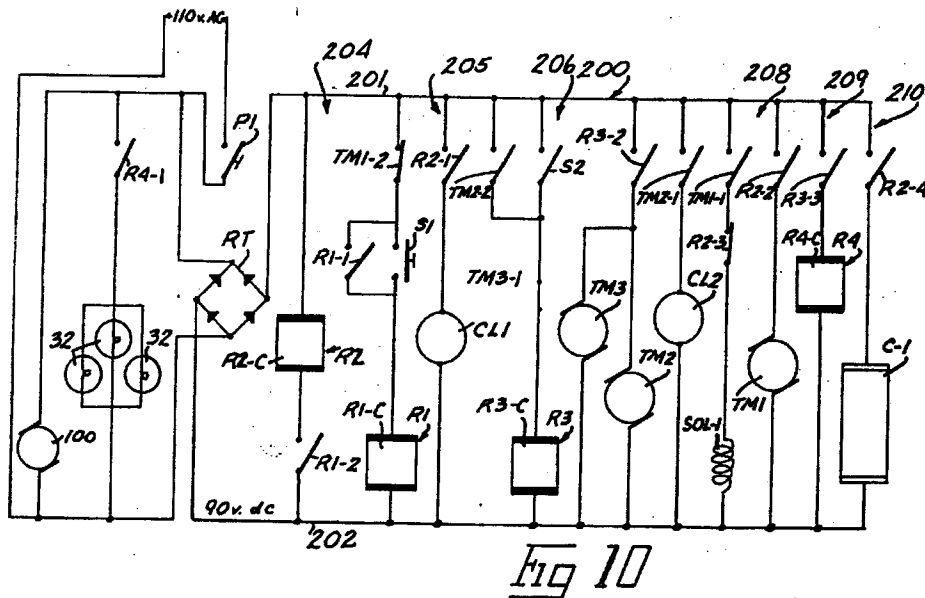 110v. AC
204
201
205
206
200
208
209
210
P1
R4-1
RT
TM1-2
R2-1
TM2-2
S2
R3-2
TM2-1
TM1-1
R2-2
R3-3
R2-4
R1-1
S1
R2-3
R4-C
R4
TM3-1
TM3
CL2
32
32
CL1
R2-C
R2
TM2
TM1
C-1
R1-C
R1
R3-C
R3
SOL-1
100
R1-2
90v. dc
202
Fig 10